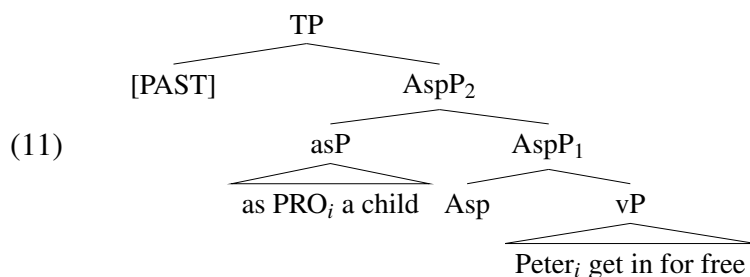 TP
[PAST] AspP₂
(11) asP AspP₁
as PROᵢ a child Asp vP
Peterᵢ get in for free